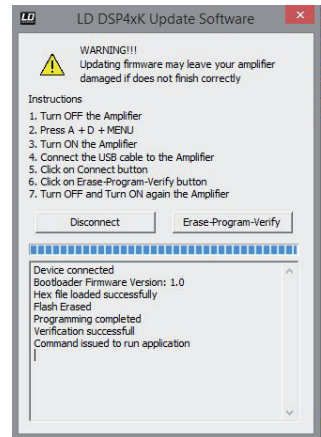 LD LD DSP4xK Update Software
WARNING!!!
Updating firmware may leave your amplifier
damaged if does not finish correctly
Instructions
1. Turn OFF the Amplifier
2. Press A + D + MENU
3. Turn ON the Amplifier
4. Connect the USB cable to the Amplifier
5. Click on Connect button
6. Click on Erase-Program-Verify button
7. Turn OFF and Turn ON again the Amplifier
Disconnect Erase-Program-Verify
Device connected
Bootloader Firmware Version: 1.0
Hex file loaded successfully
Flash Erased
Programming completed
Verification successfull
Command issued to run application